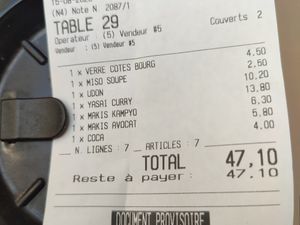 (N4) Note N° 2087/1
TABLE 29
Couverts 2
Operateur : (5) Vendeur #5
Vendeur : (5) Vendeur #5
1 x VERRE COTES BOURG 4,50
1 x MISO SOUPE 2,50
1 x UDON 10,20
1 x YASAI CURRY 13,80
1 x MAKIS KAMPYO 6,30
1 x MAKIS AVOCAT 5,80
1 x COCA 4,00
N. LIGNES : 7 ARTICLES : 7
TOTAL 47,10
Reste à payer: 47,10
DOCUMENT PROVISOIRE